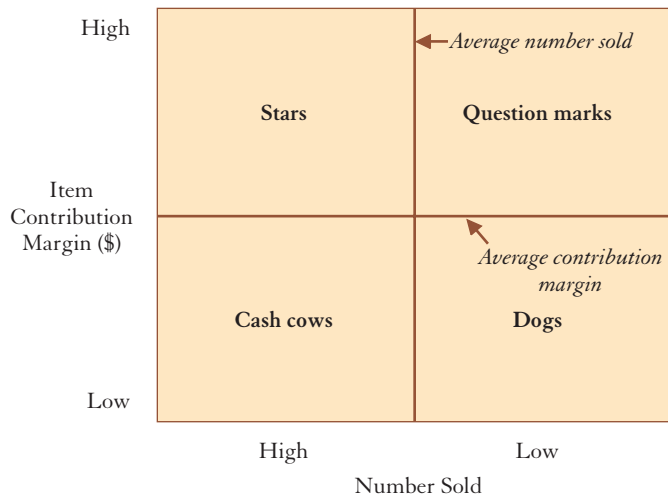 High
Average number sold
Stars
Question marks
Item
Contribution
Margin ($)
Average contribution
margin
Cash cows
Dogs
Low
High
Low
Number Sold